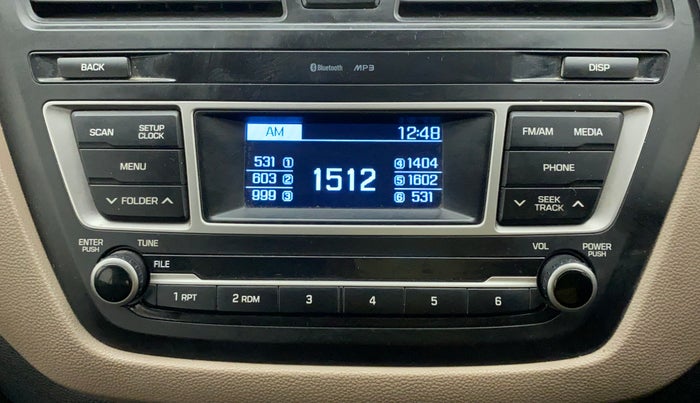 BACK
Bluetooth MP3
DISP
SCAN SETUP CLOCK
MENU
FOLDER
AM 12:48
531 1
603 2
999 3
1512
4 1404
5 1602
6 531
FM/AM MEDIA
PHONE
SEEK TRACK
ENTER PUSH
TUNE
FILE
VOL
POWER PUSH
1 RPT 2 RDM 3 4 5 6